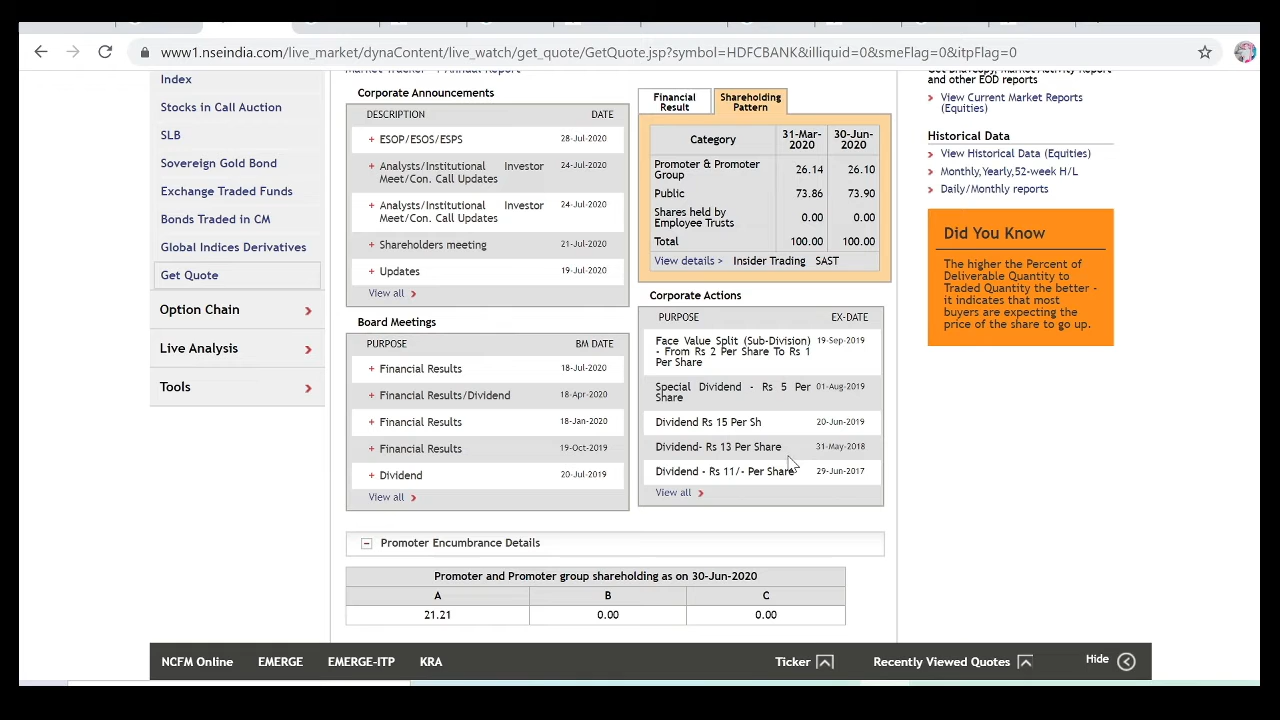 www1.nseindia.com/live_market/dynaContent/live_watch/get_quote/GetQuote.jsp?symbol=HDFCBANK&illiquid=0&smeFlag=0&itpFlag=0
Index
Stocks in Call Auction
SLB
Sovereign Gold Bond
Exchange Traded Funds
Bonds Traded in CM
Global Indices Derivatives
Get Quote
Option Chain
Live Analysis
Tools
Corporate Announcements
DESCRIPTION DATE
+ ESOP/ESOS/ESPS 28-Jul-2020
+ Analysts/Institutional Investor 24-Jul-2020
Meet/Con. Call Updates
+ Analysts/Institutional Investor 24-Jul-2020
Meet/Con. Call Updates
+ Shareholders meeting 21-Jul-2020
+ Updates 19-Jul-2020
View all
Board Meetings
PURPOSE BM DATE
+ Financial Results 18-Jul-2020
+ Financial Results/Dividend 18-Apr-2020
+ Financial Results 18-Jan-2020
+ Financial Results 19-Oct-2019
+ Dividend 20-Jul-2019
View all
Financial Result
Shareholding Pattern
Category 31-Mar-2020 30-Jun-2020
Promoter & Promoter Group 26.14 26.10
Public 73.86 73.90
Shares held by Employee Trusts 0.00 0.00
Total 100.00 100.00
View details > Insider Trading SAST
Corporate Actions
PURPOSE EX-DATE
Face Value Split (Sub-Division) 19-Sep-2019
- From Rs 2 Per Share To Rs 1
Per Share
Special Dividend - Rs 5 Per 01-Aug-2019
Share
Dividend Rs 15 Per Sh 20-Jun-2019
Dividend- Rs 13 Per Share 31-May-2018
Dividend - Rs 11/- Per Share 29-Jun-2017
View all
Promoter Encumbrance Details
Promoter and Promoter group shareholding as on 30-Jun-2020
A B C
21.21 0.00 0.00
and other EOD reports
View Current Market Reports
(Equities)
Historical Data
View Historical Data (Equities)
Monthly,Yearly,52-week H/L
Daily/Monthly reports
Did You Know
The higher the Percent of
Deliverable Quantity to
Traded Quantity the better -
it indicates that most
buyers are expecting the
price of the share to go up.
NCFM Online EMERGE EMERGE-ITP KRA Ticker Recently Viewed Quotes Hide